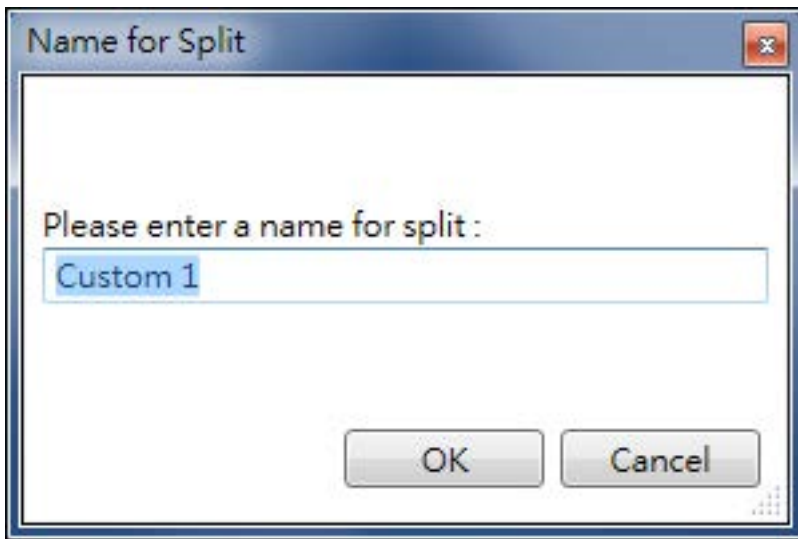 Name for Split
Please enter a name for split :
Custom 1
OK
Cancel